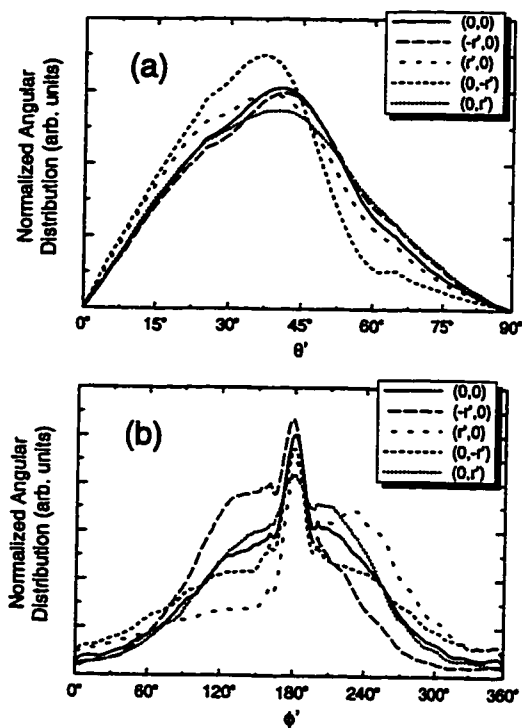 (a)
(0,0)
(-r',0)
(r',0)
(0,-r')
(0,r')
Normalized Angular
Distribution (arb. units)
0° 15° 30° 45° 60° 75° 90°
θ'
(b)
(0,0)
(-r',0)
(r',0)
(0,-r')
(0,r')
Normalized Angular
Distribution (arb. units)
0° 60° 120° 180° 240° 300° 360°
ϕ'